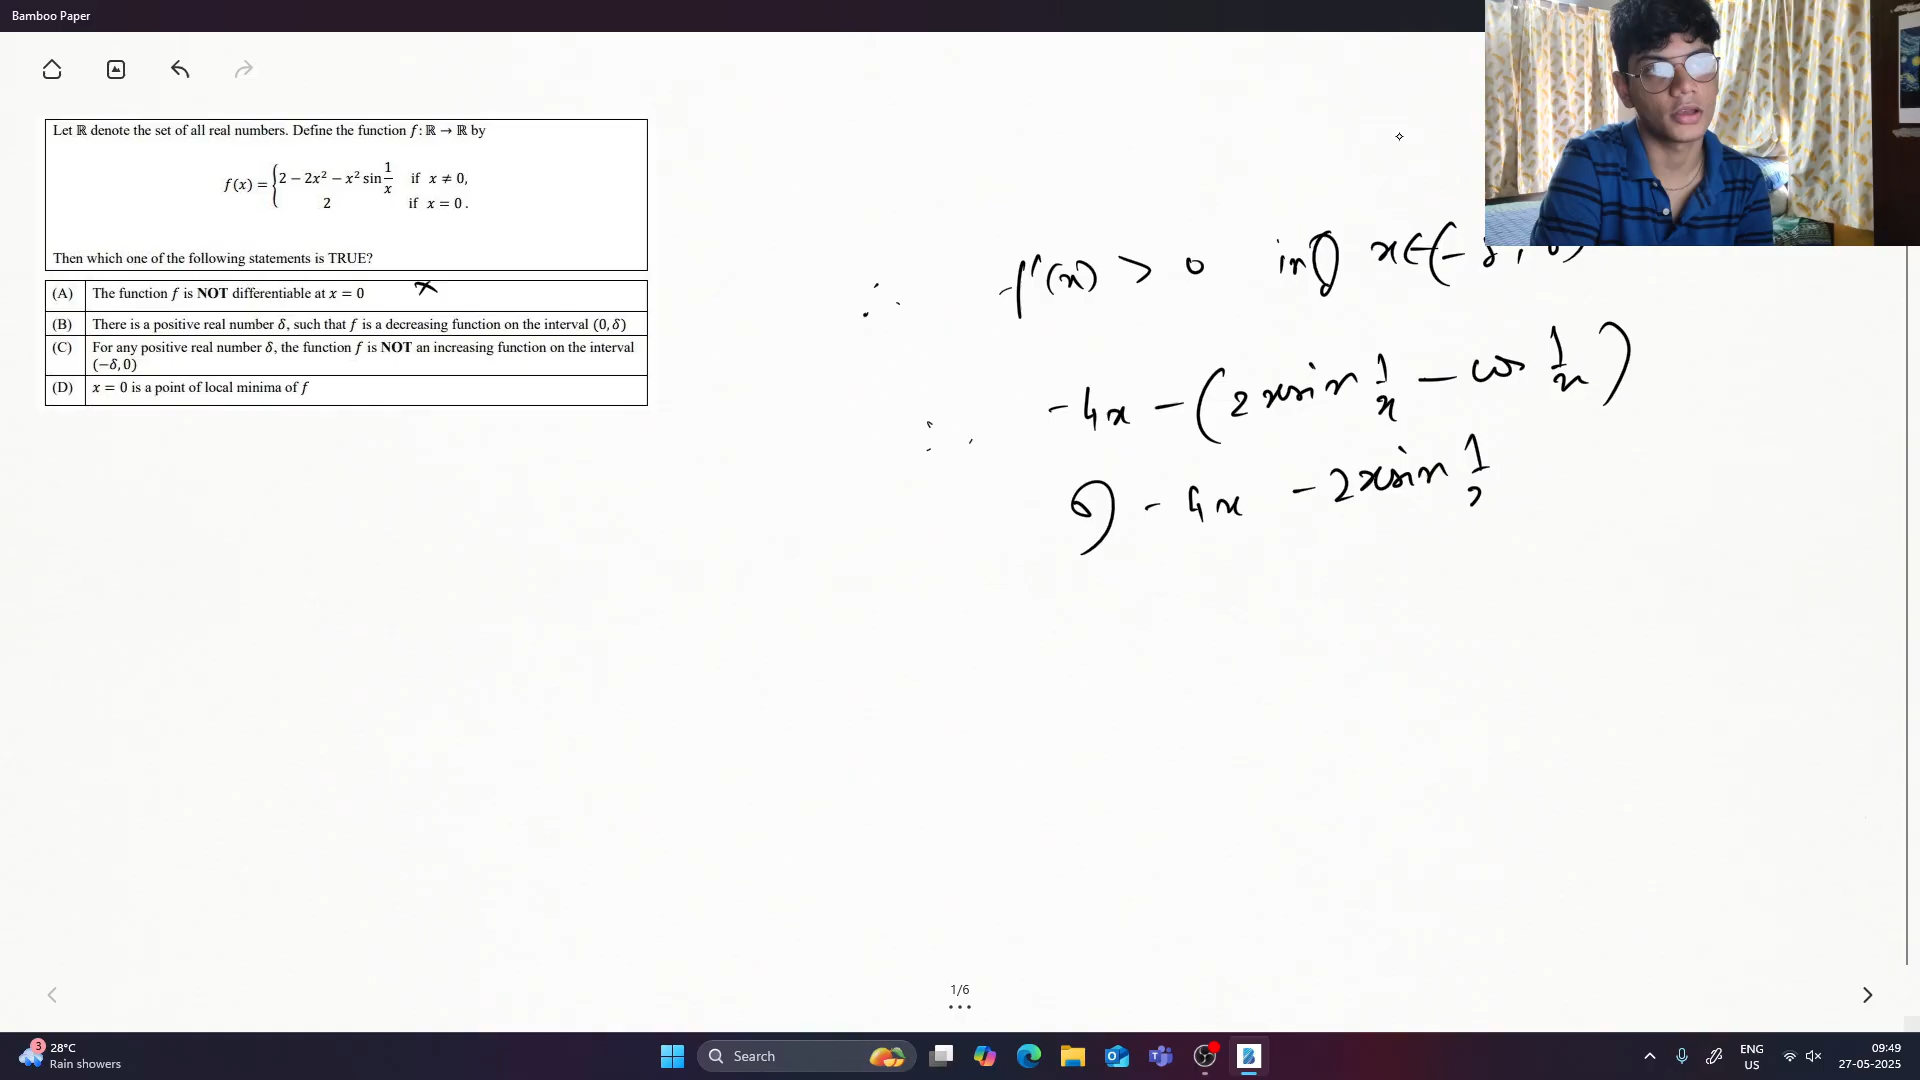 Bamboo Paper
Let ℝ denote the set of all real numbers. Define the function f : ℝ → ℝ by
f(x) = {2 − 2x² − x² sin 1/x if x ≠ 0,
2 if x = 0 .
Then which one of the following statements is TRUE?
(A) The function f is NOT differentiable at x = 0 ×
(B) There is a positive real number δ, such that f is a decreasing function on the interval (0, δ)
(C) For any positive real number δ, the function f is NOT an increasing function on the interval
(−δ, 0)
(D) x = 0 is a point of local minima of f
∴ f'(x) > 0 in x ∈ (−δ, 0)
∴ −4x − (2x sin 1/x − cos 1/x)
−4x − 2x sin 1/
1/6
3
28°C
Rain showers
Search
ENG
US
09:49
27-05-2025